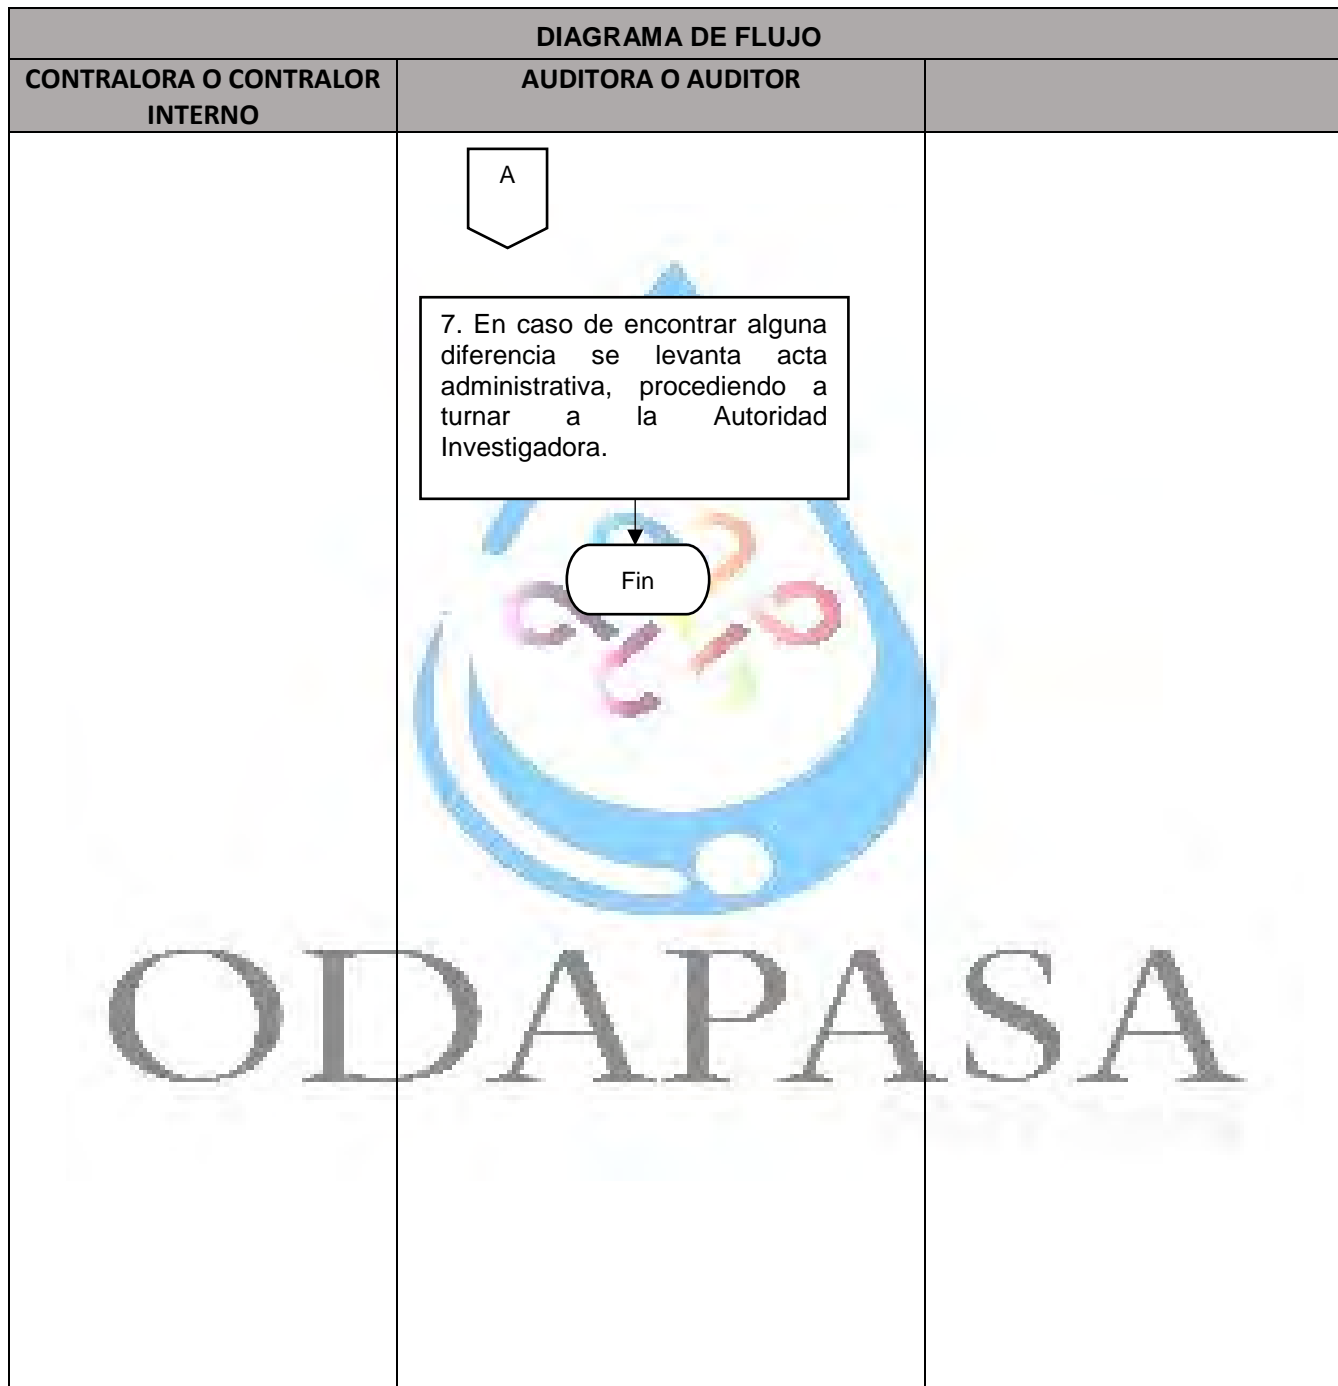 DIAGRAMA DE FLUJO
CONTRALORA O CONTRALOR
INTERNO
AUDITORA O AUDITOR
A
7. En caso de encontrar alguna
diferencia se levanta acta
administrativa, procediendo a
turnar a la Autoridad
Investigadora.
Fin
ODAPASA